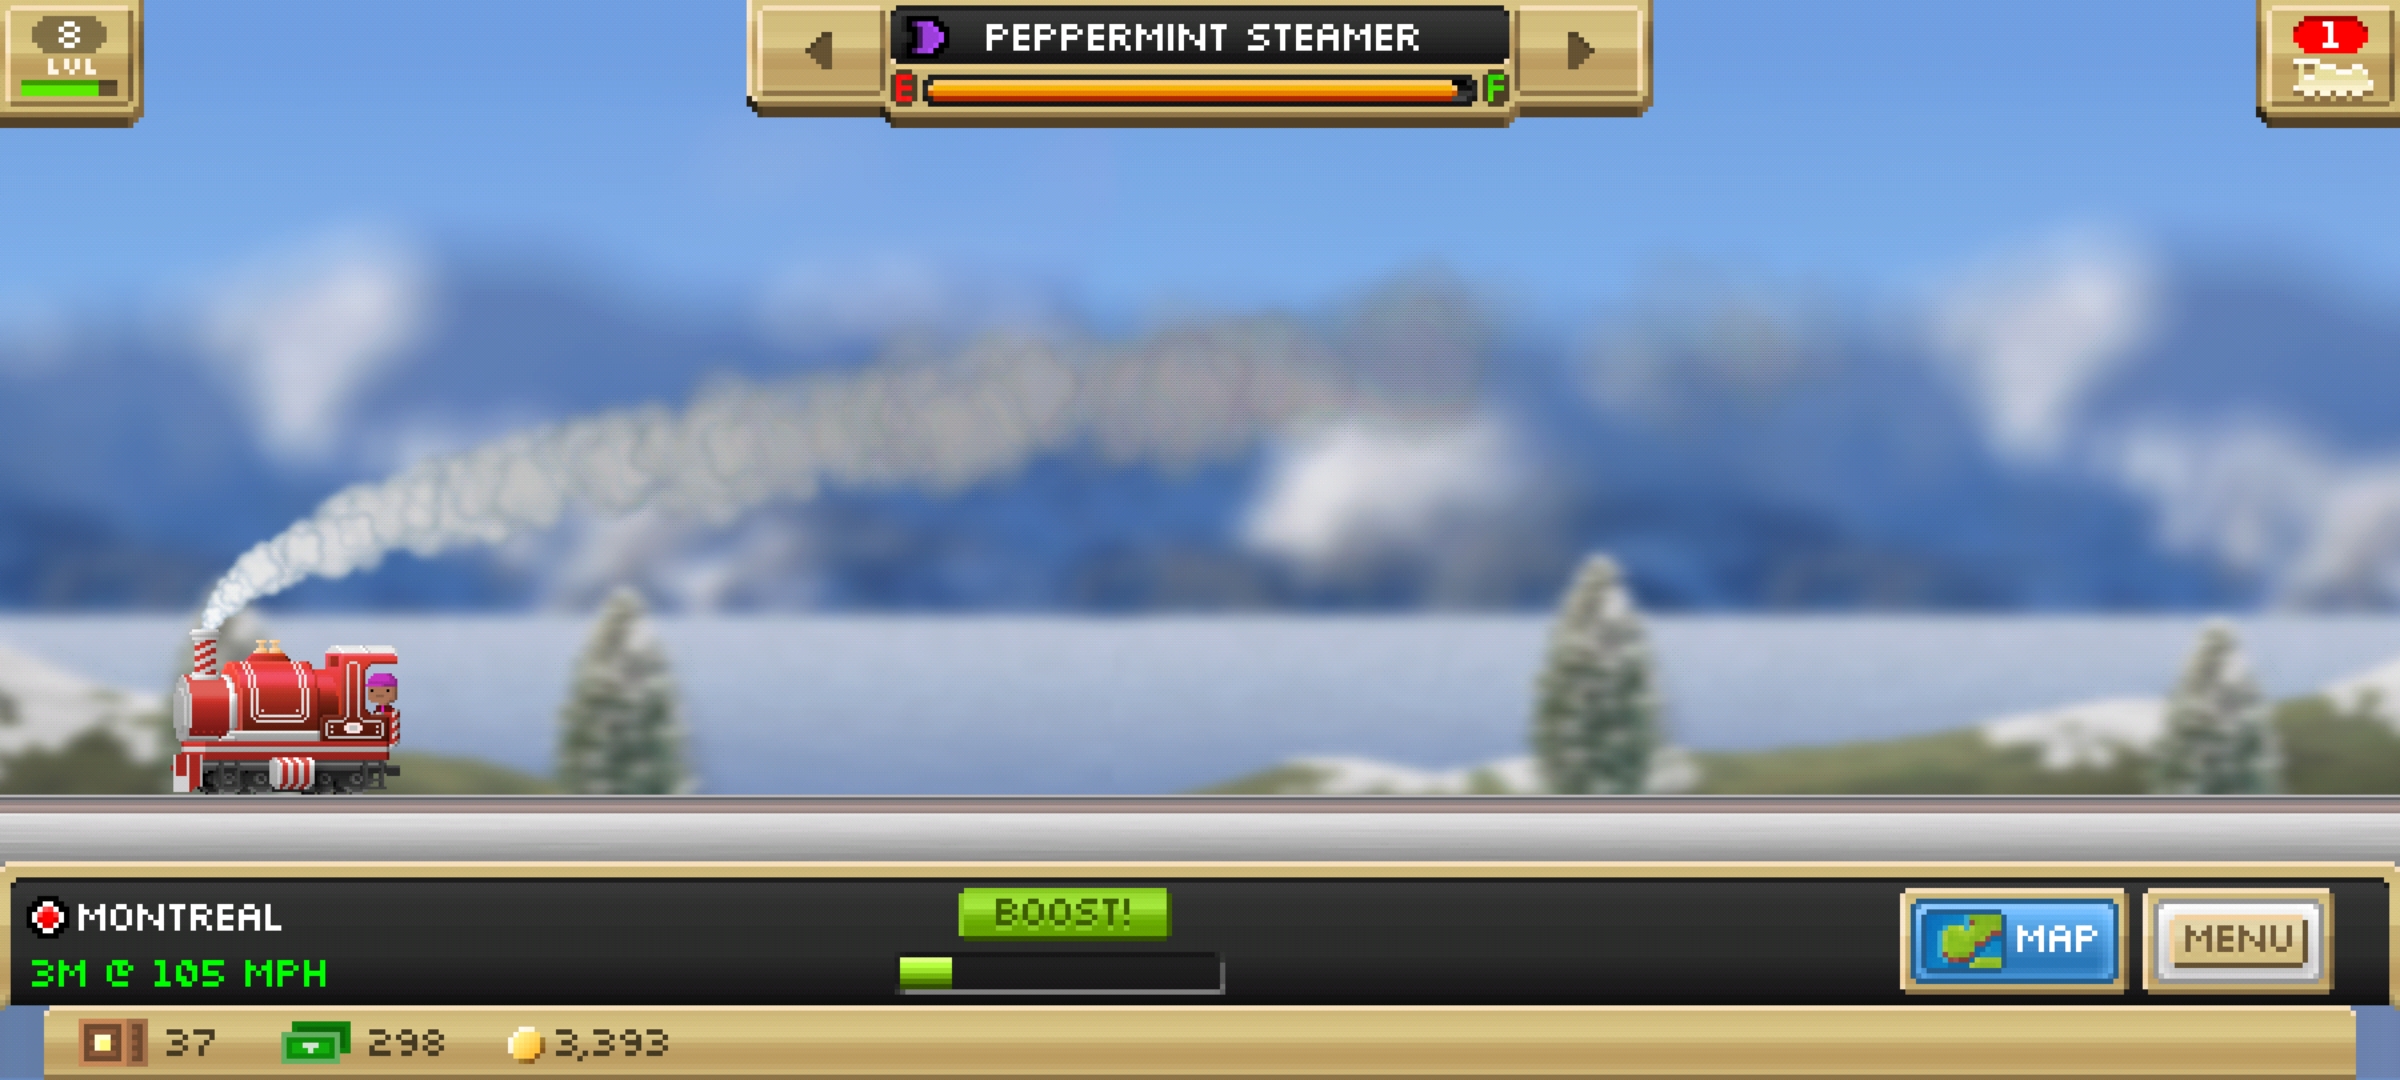 8
LVL
PEPPERMINT STEAMER
E F
1
MONTREAL
BOOST!
MAP
MENU
3M @ 105 MPH
37 298 3,393